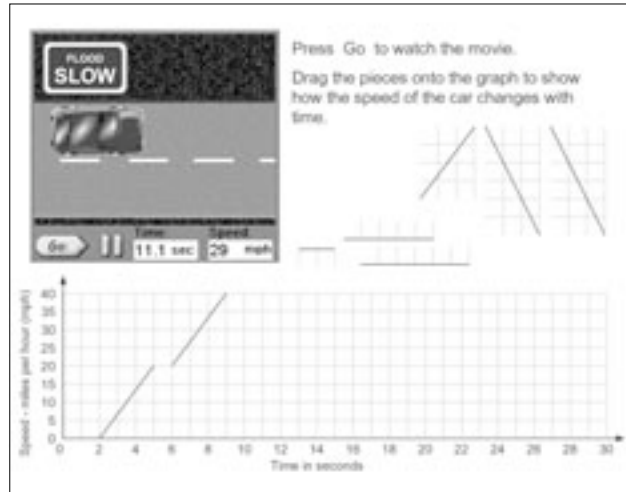 FLOOD
SLOW
Press Go to watch the movie.
Drag the pieces onto the graph to show
how the speed of the car changes with
time.
Time
Speed
Go
11.1 sec
29 mph
Speed - miles per hour (mph)
40
35
30
25
20
15
10
5
0
0 2 4 6 8 10 12 14 16 18 20 22 24 26 28 30
Time in seconds